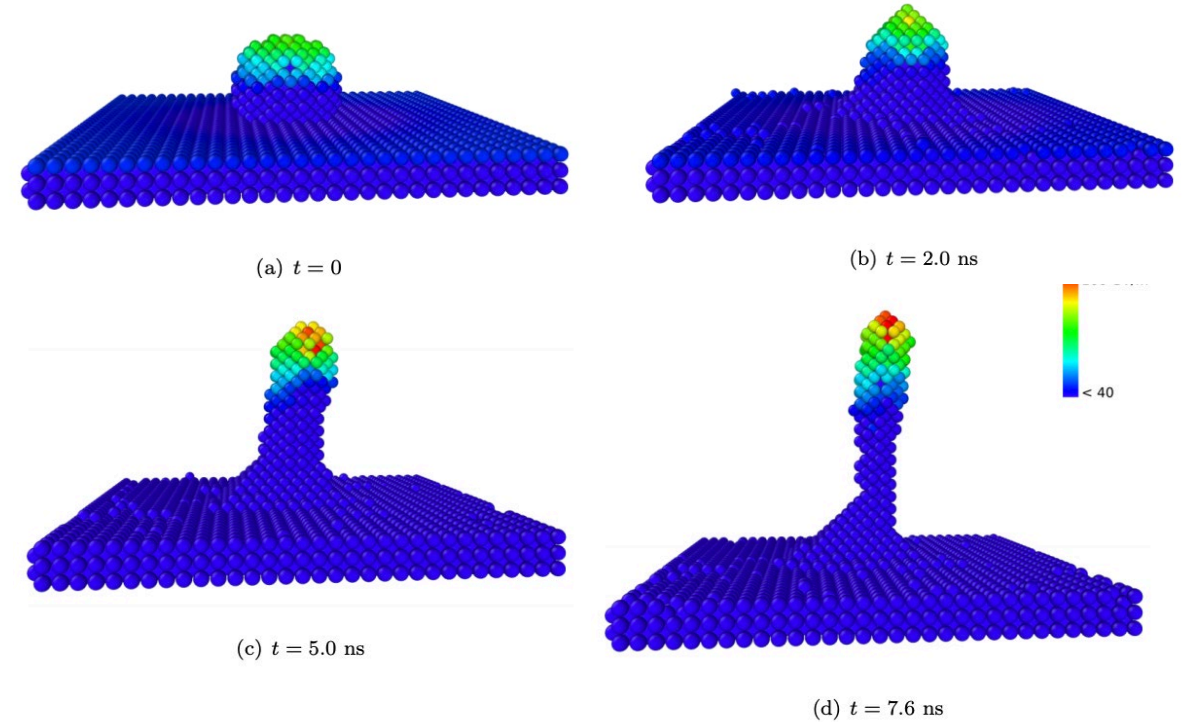 (a) t = 0
(b) t = 2.0 ns
< 40
(c) t = 5.0 ns
(d) t = 7.6 ns